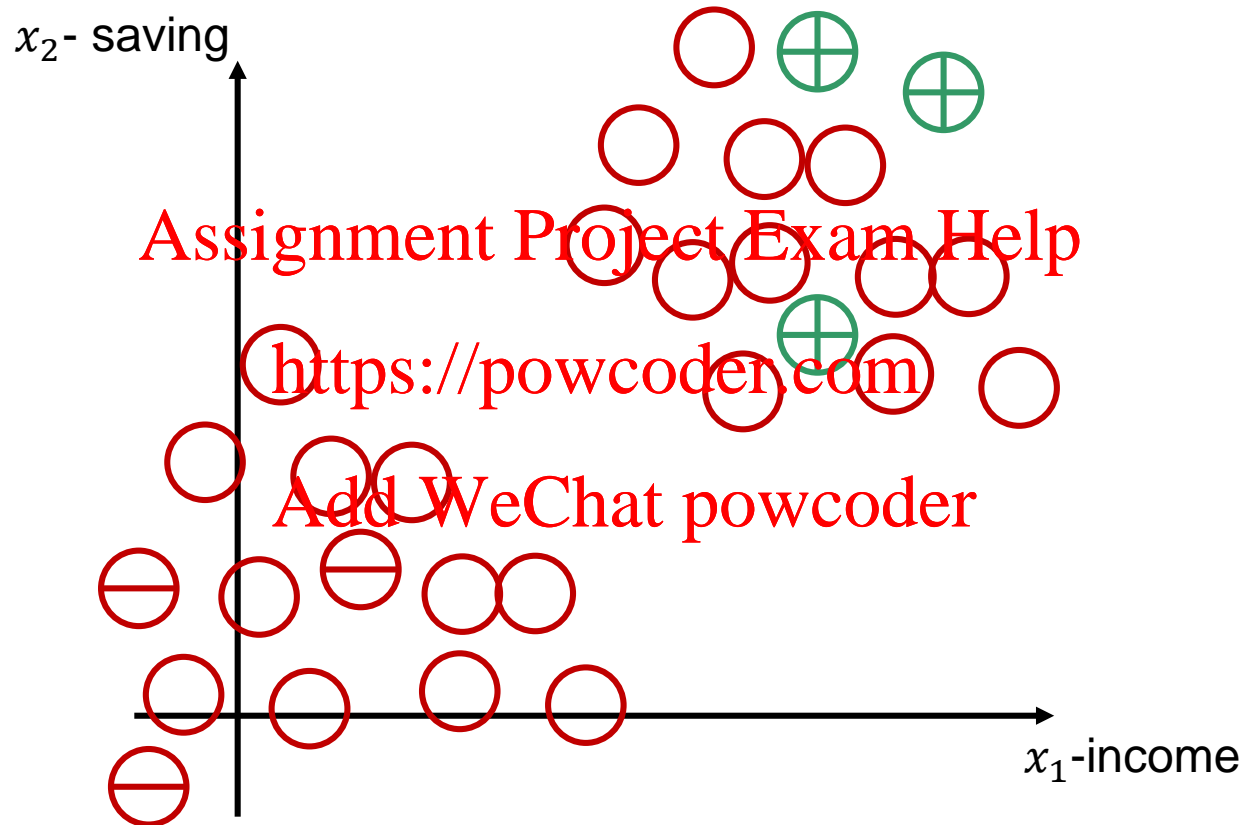 x₂- saving
Assignment Project Exam Help
https://powcoder.com
Add WeChat powcoder
x₁-income